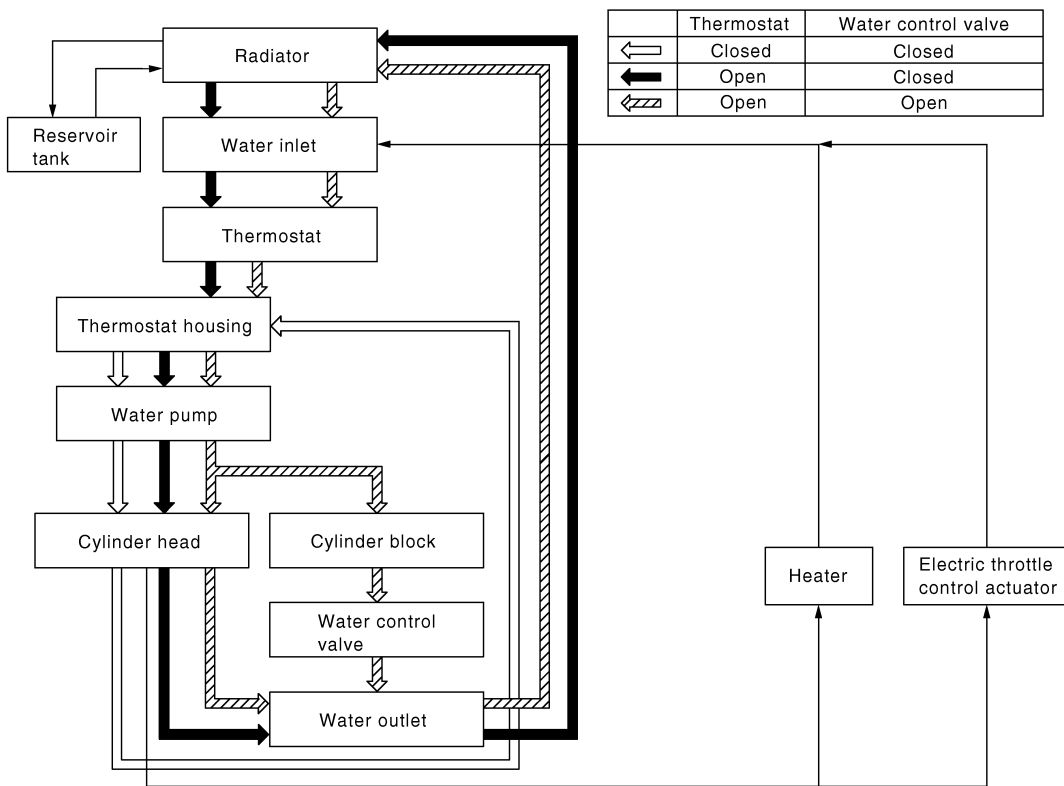 Thermostat Water control valve
Closed Closed
Open Closed
Open Open
Radiator
Reservoir
tank
Water inlet
Thermostat
Thermostat housing
Water pump
Cylinder head
Cylinder block
Water control
valve
Water outlet
Heater
Electric throttle
control actuator